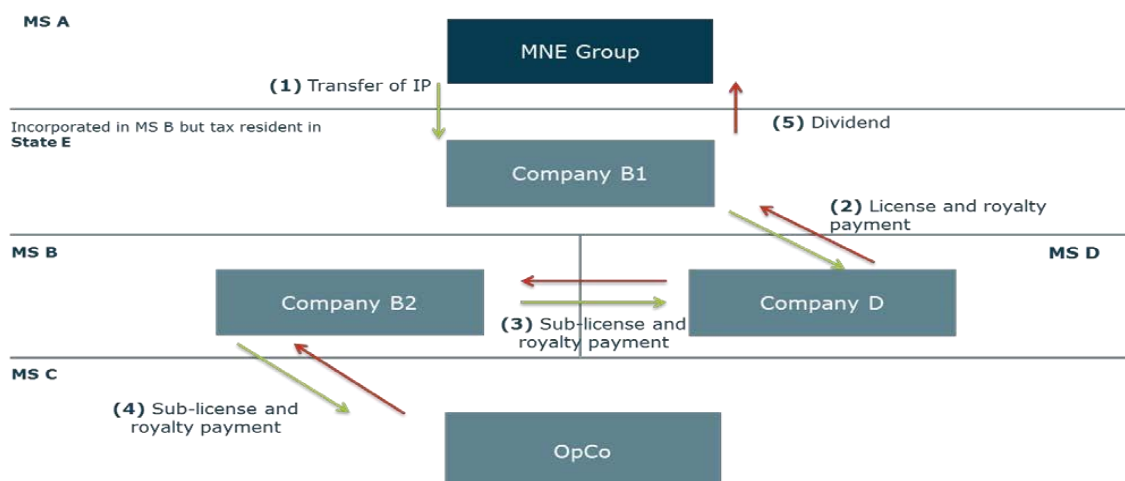 MS A
MNE Group
(1) Transfer of IP
Incorporated in MS B but tax resident in
State E
(5) Dividend
Company B1
(2) License and royalty
payment
MS B
MS D
Company B2
Company D
(3) Sub-license and
royalty payment
MS C
(4) Sub-license and
royalty payment
OpCo